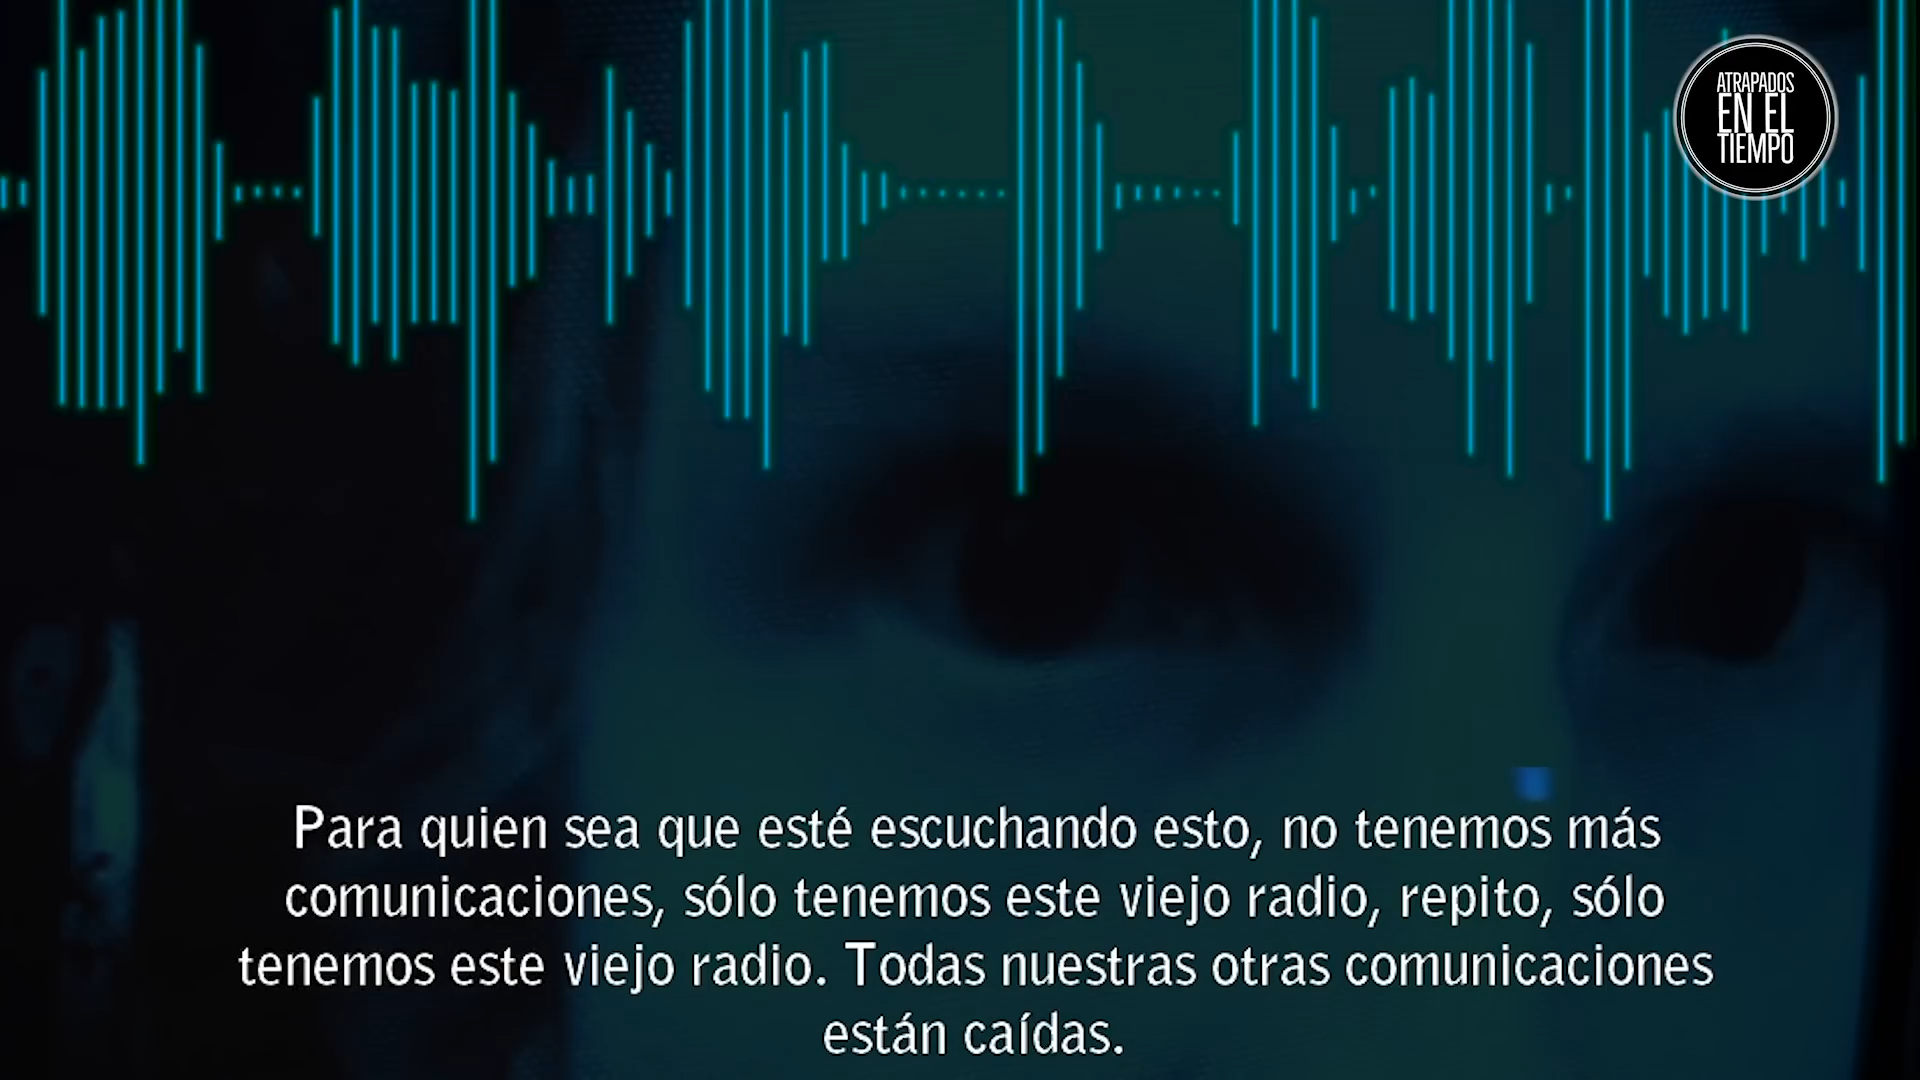 ATRAPADOS
EN EL
TIEMPO
Para quien sea que esté escuchando esto, no tenemos más
comunicaciones, sólo tenemos este viejo radio, repito, sólo
tenemos este viejo radio. Todas nuestras otras comunicaciones
están caídas.